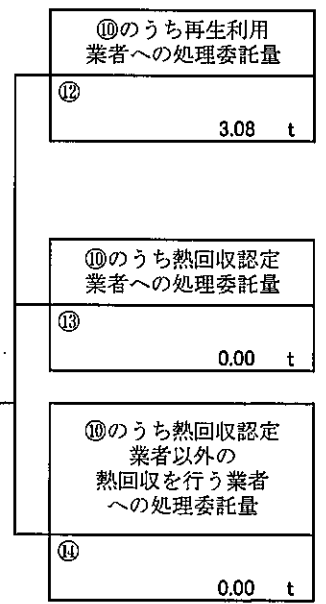 ⑩のうち再生利用
業者への処理委託量
⑫
3.08 t
⑩のうち熱回収認定
業者への処理委託量
⑬
0.00 t
⑩のうち熱回収認定
業者以外の
熱回収を行う業者
への処理委託量
⑭
0.00 t